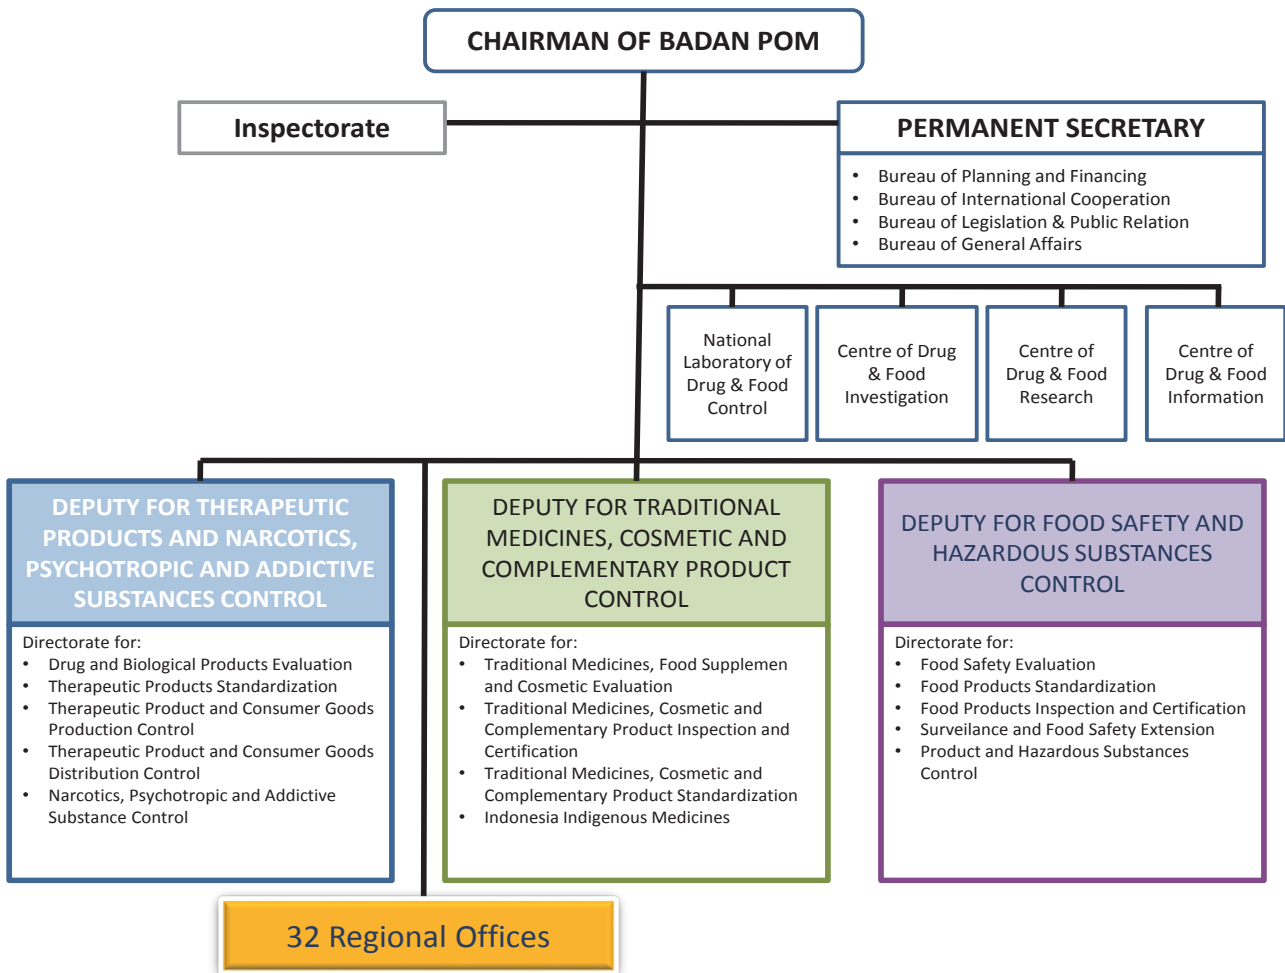 CHAIRMAN OF BADAN POM
Inspectorate
PERMANENT SECRETARY
• Bureau of Planning and Financing
• Bureau of International Cooperation
• Bureau of Legislation & Public Relation
• Bureau of General Affairs
National
Laboratory of
Drug & Food
Control
Centre of Drug
& Food
Investigation
Centre of
Drug & Food
Research
Centre of
Drug & Food
Information
DEPUTY FOR THERAPEUTIC
PRODUCTS AND NARCOTICS,
PSYCHOTROPIC AND ADDICTIVE
SUBSTANCES CONTROL
Directorate for:
• Drug and Biological Products Evaluation
• Therapeutic Products Standardization
• Therapeutic Product and Consumer Goods
Production Control
• Therapeutic Product and Consumer Goods
Distribution Control
• Narcotics, Psychotropic and Addictive
Substance Control
DEPUTY FOR TRADITIONAL
MEDICINES, COSMETIC AND
COMPLEMENTARY PRODUCT
CONTROL
Directorate for:
• Traditional Medicines, Food Supplemen
and Cosmetic Evaluation
• Traditional Medicines, Cosmetic and
Complementary Product Inspection and
Certification
• Traditional Medicines, Cosmetic and
Complementary Product Standardization
• Indonesia Indigenous Medicines
DEPUTY FOR FOOD SAFETY AND
HAZARDOUS SUBSTANCES
CONTROL
Directorate for:
• Food Safety Evaluation
• Food Products Standardization
• Food Products Inspection and Certification
• Surveilance and Food Safety Extension
• Product and Hazardous Substances
Control
32 Regional Offices